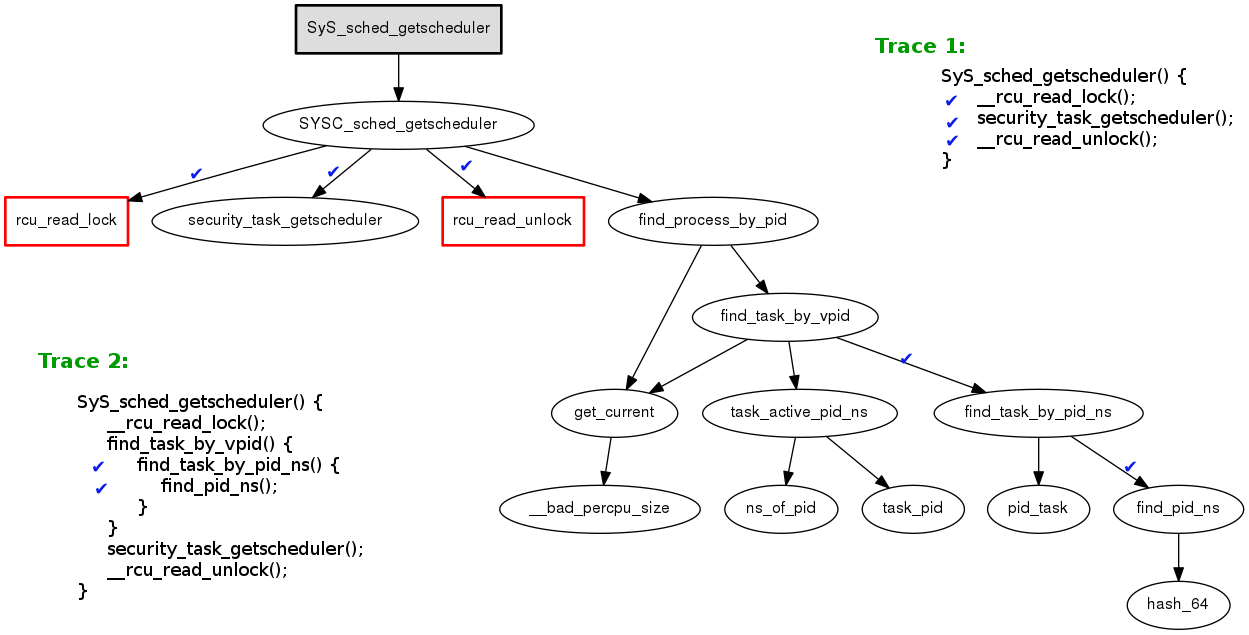 SyS_sched_getscheduler
Trace 1:
SyS_sched_getscheduler() {
✔ __rcu_read_lock();
✔ security_task_getscheduler();
✔ __rcu_read_unlock();
}
SYSC_sched_getscheduler
✔ ✔ ✔
rcu_read_lock security_task_getscheduler rcu_read_unlock find_process_by_pid
find_task_by_vpid
✔
get_current task_active_pid_ns find_task_by_pid_ns
✔
__bad_percpu_size ns_of_pid task_pid pid_task find_pid_ns
hash_64
Trace 2:
SyS_sched_getscheduler() {
__rcu_read_lock();
find_task_by_vpid() {
✔ find_task_by_pid_ns() {
✔ find_pid_ns();
}
}
security_task_getscheduler();
__rcu_read_unlock();
}